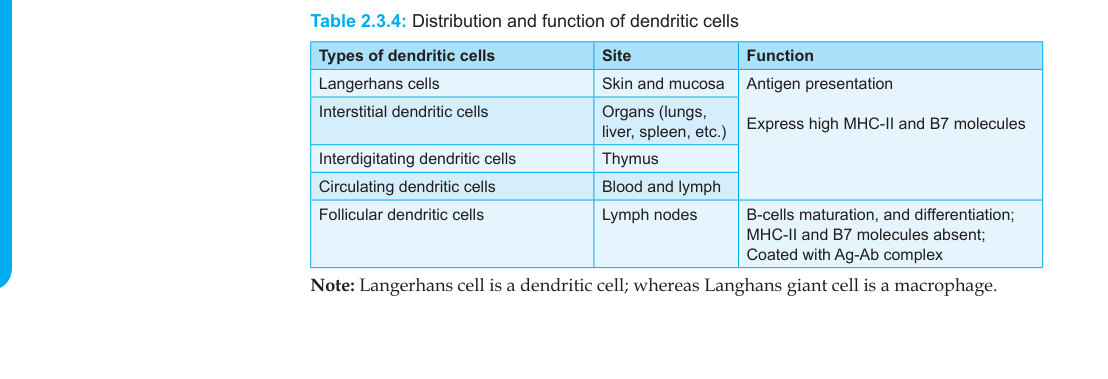 Table 2.3.4: Distribution and function of dendritic cells
Types of dendritic cells Site Function
Langerhans cells Skin and mucosa Antigen presentation
Interstitial dendritic cells Organs (lungs,
liver, spleen, etc.) Express high MHC-II and B7 molecules
Interdigitating dendritic cells Thymus
Circulating dendritic cells Blood and lymph
Follicular dendritic cells Lymph nodes B-cells maturation, and differentiation;
MHC-II and B7 molecules absent;
Coated with Ag-Ab complex
Note: Langerhans cell is a dendritic cell; whereas Langhans giant cell is a macrophage.